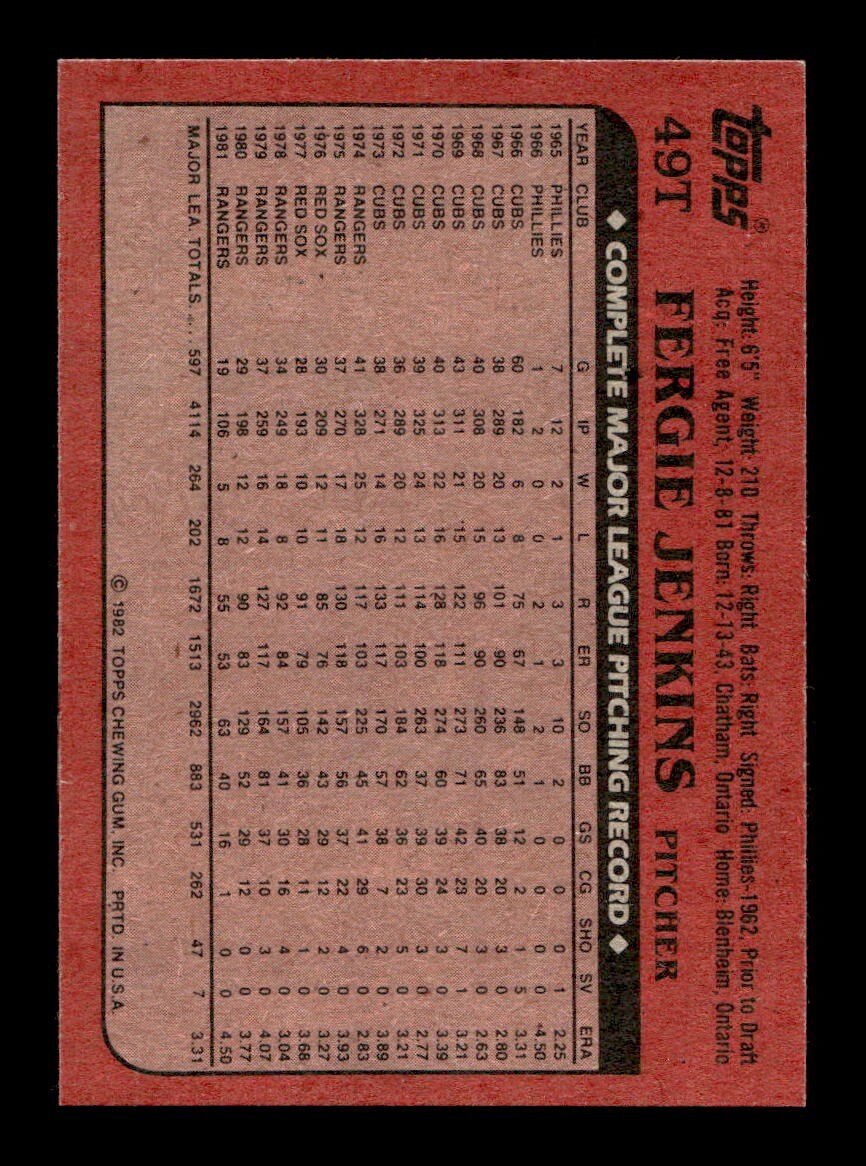 TOPPS®
49T FERGIE JENKINS PITCHER
Height: 6'5" Weight: 210 Throws: Right Bats: Right Signed: Phillies-1962, Prior to Draft
Acq: Free Agent, 12-8-81 Born: 12-13-43, Chatham, Ontario Home: Blenheim, Ontario
◆ COMPLETE MAJOR LEAGUE PITCHING RECORD ◆
YEAR CLUB G IP W L R ER SO BB GS CG SHO SV ERA
1965 PHILLIES 7 12 2 1 3 3 10 2 0 0 0 1 2.25
1966 PHILLIES 1 2 0 0 2 1 2 1 0 0 0 0 4.50
1966 CUBS 60 182 6 8 75 67 148 51 12 2 1 5 3.31
1967 CUBS 38 289 20 13 101 90 236 83 38 20 3 0 2.80
1968 CUBS 40 308 20 15 96 90 260 65 40 20 3 0 2.63
1969 CUBS 43 311 21 15 122 111 273 71 42 23 7 1 3.21
1970 CUBS 40 313 22 16 128 118 274 60 39 24 3 0 3.39
1971 CUBS 39 325 24 13 114 100 263 37 39 30 3 0 2.77
1972 CUBS 36 289 20 12 111 103 184 62 36 23 5 0 3.21
1973 CUBS 38 271 14 16 133 117 170 57 38 7 2 0 3.89
1974 RANGERS 41 328 25 12 117 103 225 45 41 29 6 0 2.83
1975 RANGERS 37 270 17 18 130 118 157 56 37 22 4 0 3.93
1976 RED SOX 30 209 12 11 85 76 142 43 29 12 2 0 3.27
1977 RED SOX 28 193 10 10 91 79 105 36 28 11 1 0 3.68
1978 RANGERS 34 249 18 8 92 84 157 41 30 16 4 0 3.04
1979 RANGERS 37 259 16 14 127 117 164 81 37 10 3 0 4.07
1980 RANGERS 29 198 12 12 90 83 129 52 29 12 0 0 3.77
1981 RANGERS 19 106 5 8 55 53 63 40 16 1 0 0 4.50
MAJOR LEA. TOTALS.... 597 4114 264 202 1672 1513 2962 883 531 262 47 7 3.31
© 1982 TOPPS CHEWING GUM, INC. PRTD. IN U.S.A.